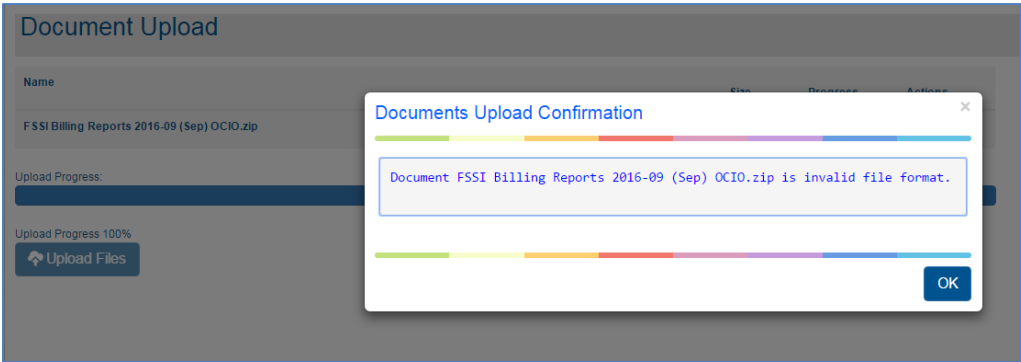 Document Upload
Name
Size Progress Actions
FSSI Billing Reports 2016-09 (Sep) OCIO.zip
Documents Upload Confirmation
×
Document FSSI Billing Reports 2016-09 (Sep) OCIO.zip is invalid file format.
Upload Progress:
Upload Progress 100%
Upload Files
OK